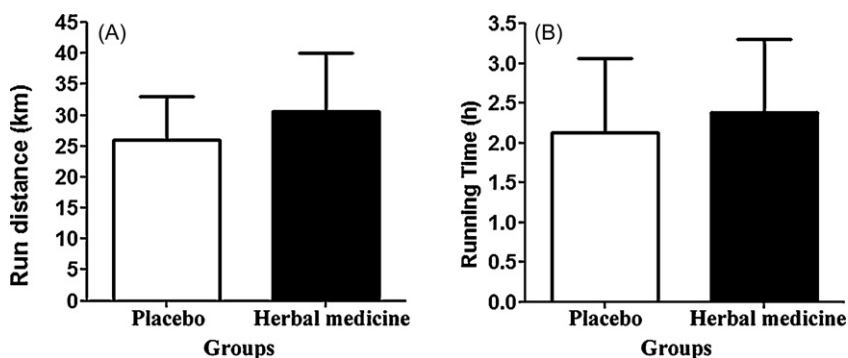 (A)
Run distance (km)
45
40
35
30
25
20
15
10
5
0
Placebo
Herbal medicine
Groups
(B)
Running Time (h)
3.5
3.0
2.5
2.0
1.5
1.0
0.5
0.0
Placebo
Herbal medicine
Groups